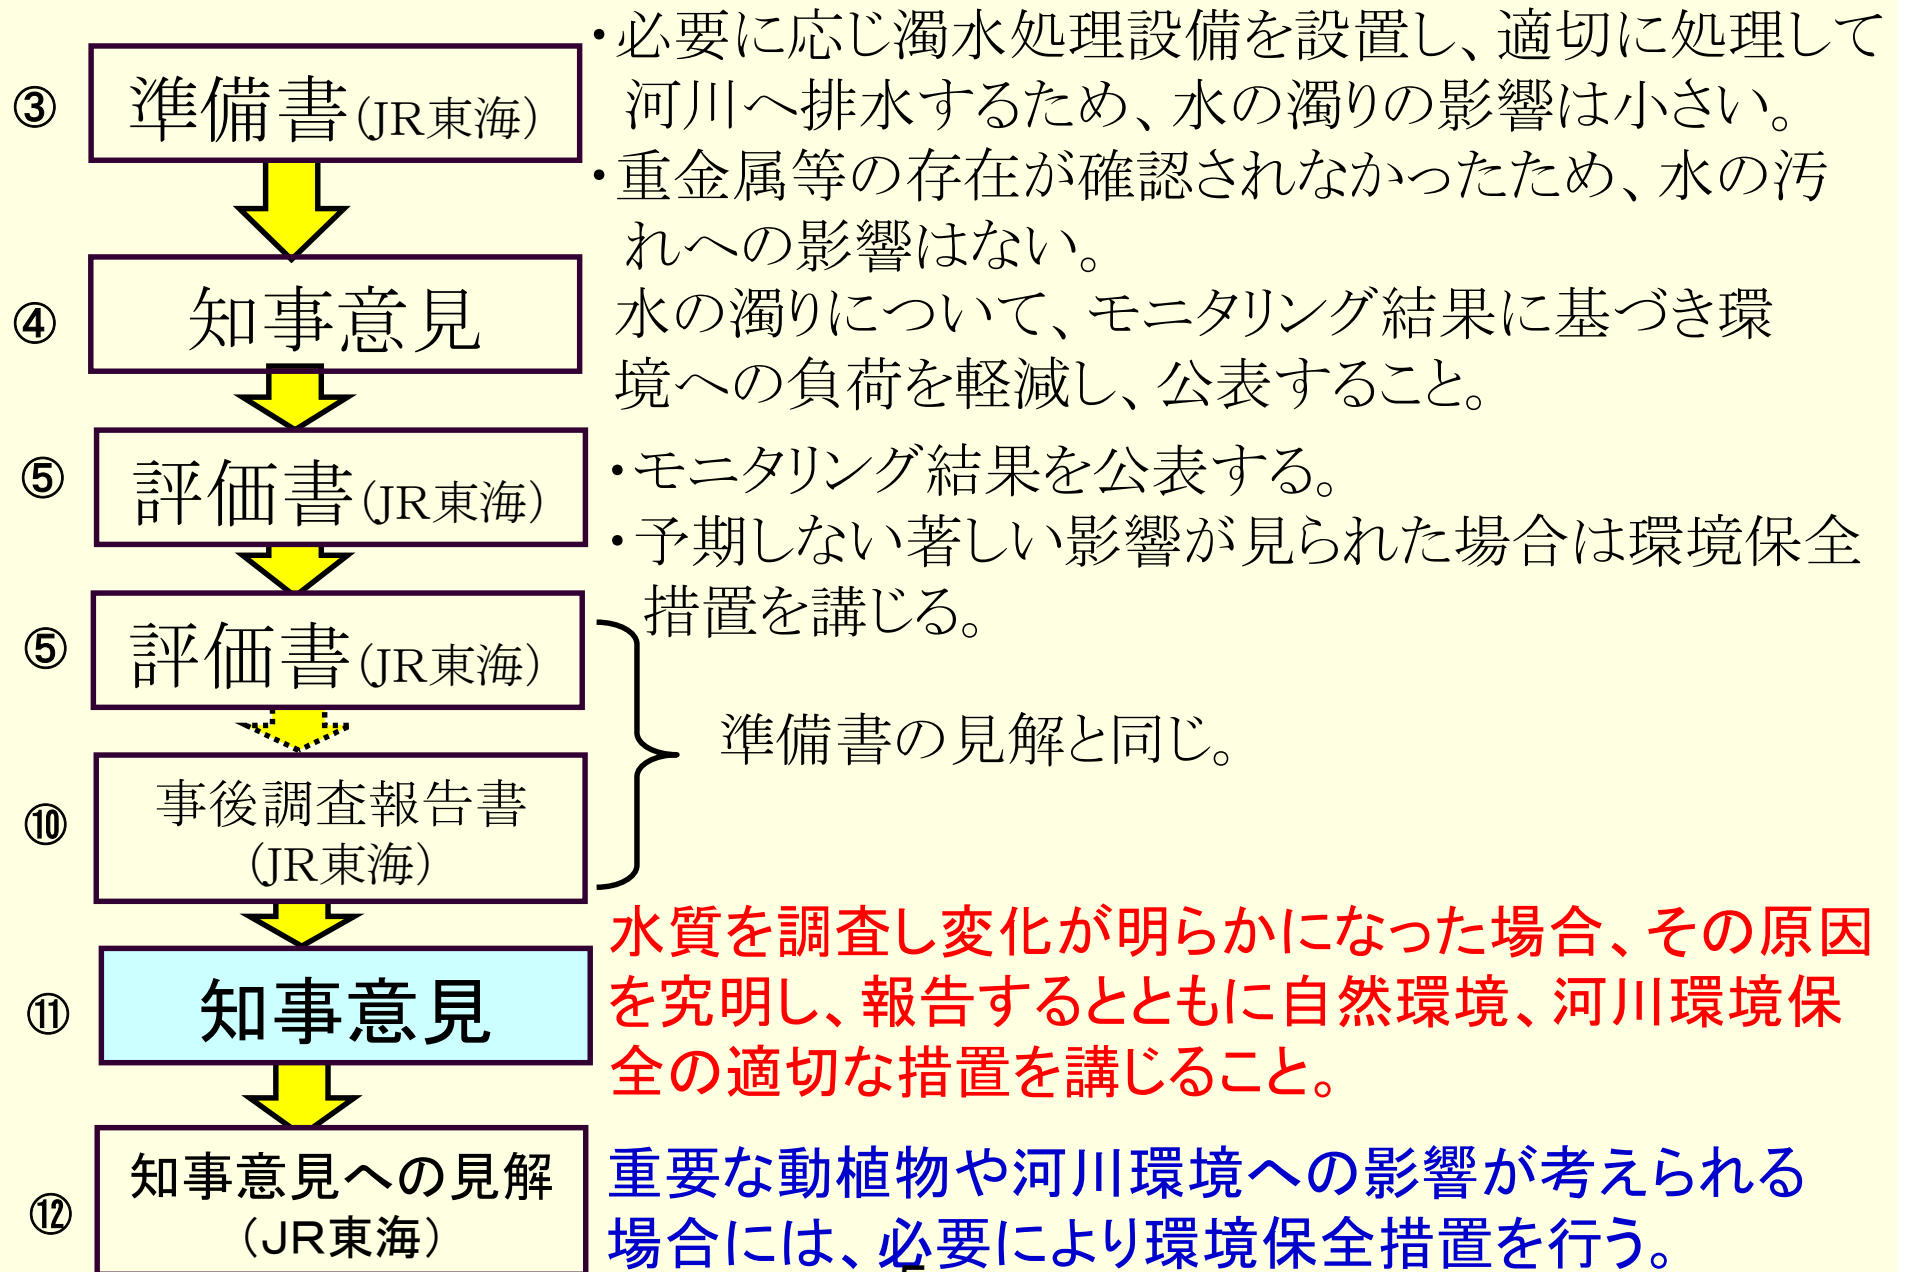 ③
準備書(JR東海)
・必要に応じ濁水処理設備を設置し、適切に処理して
河川へ排水するため、水の濁りの影響は小さい。
・重金属等の存在が確認されなかったため、水の汚
れへの影響はない。
④
知事意見
水の濁りについて、モニタリング結果に基づき環
境への負荷を軽減し、公表すること。
⑤
評価書(JR東海)
・モニタリング結果を公表する。
・予期しない著しい影響が見られた場合は環境保全
措置を講じる。
⑤
評価書(JR東海)
準備書の見解と同じ。
⑩
事後調査報告書
(JR東海)
⑪
知事意見
水質を調査し変化が明らかになった場合、その原因
を究明し、報告するとともに自然環境、河川環境保
全の適切な措置を講じること。
⑫
知事意見への見解
(JR東海)
重要な動植物や河川環境への影響が考えられる
場合には、必要により環境保全措置を行う。